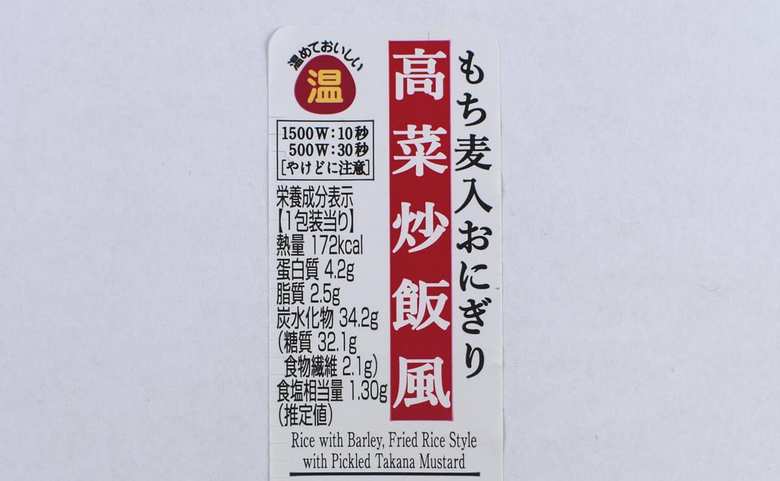 もち麦入おにぎり
高菜炒飯風
温めておいしい
温
1500W:10秒
500W:30秒
[やけどに注意]
栄養成分表示
【1包装当り】
熱量 172kcal
蛋白質 4.2g
脂質 2.5g
炭水化物 34.2g
(糖質 32.1g
食物繊維 2.1g)
食塩相当量 1.30g
(推定値)
Rice with Barley, Fried Rice Style
with Pickled Takana Mustard